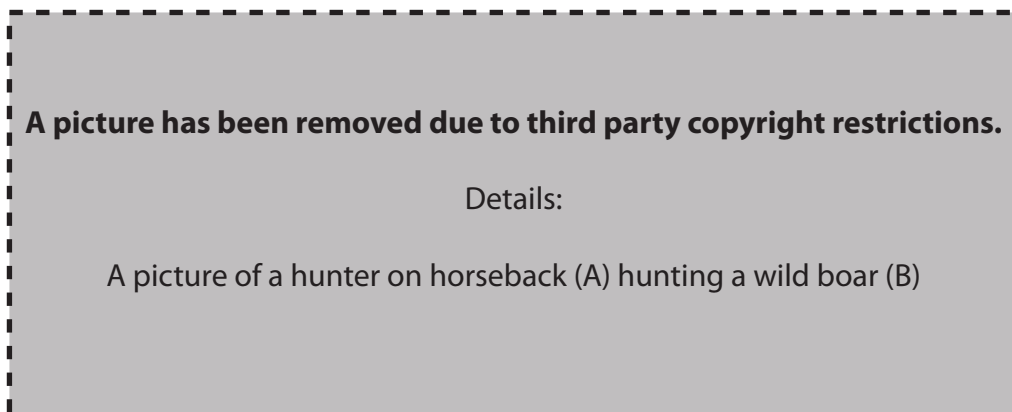 A picture has been removed due to third party copyright restrictions.
Details:
A picture of a hunter on horseback (A) hunting a wild boar (B)